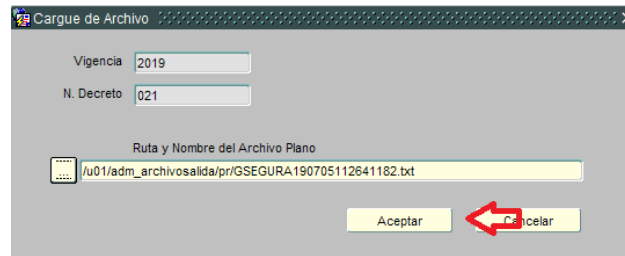 Cargue de Archivo
Vigencia 2019
N. Decreto 021
Ruta y Nombre del Archivo Plano
... /u01/adm_archivosalida/pr/GSEGURA190705112641182.txt
Aceptar Cancelar